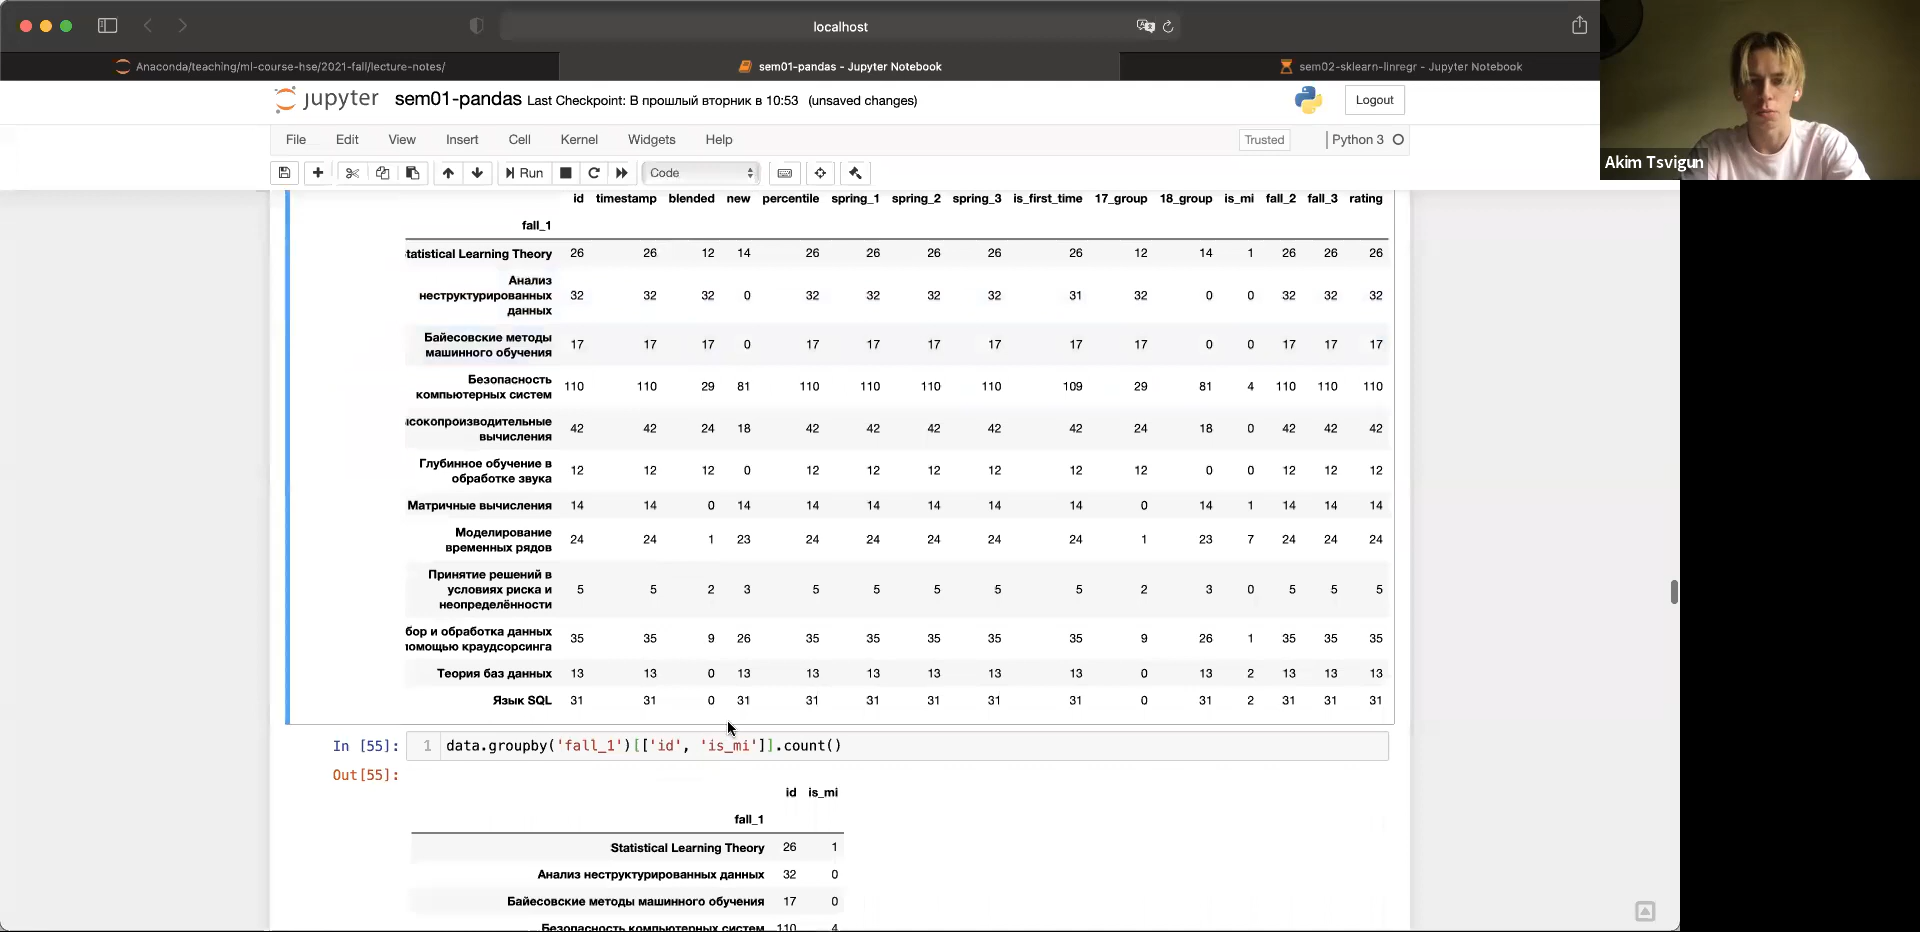 localhost
Anaconda/teaching/ml-course-hse/2021-fall/lecture-notes/
sem01-pandas - Jupyter Notebook
sem02-sklearn-linregr - Jupyter Notebook
Akim Tsvigun
jupyter sem01-pandas Last Checkpoint: В прошлый вторник в 10:53 (unsaved changes)
Logout
File Edit View Insert Cell Kernel Widgets Help
Trusted Python 3
Run Code
id timestamp blended new percentile spring_1 spring_2 spring_3 is_first_time 17_group 18_group is_mi fall_2 fall_3 rating
fall_1
tatistical Learning Theory 26 26 12 14 26 26 26 26 26 12 14 1 26 26 26
Анализ
неструктурированных 32 32 32 0 32 32 32 32 31 32 0 0 32 32 32
данных
Байесовские методы
машинного обучения 17 17 17 0 17 17 17 17 17 17 0 0 17 17 17
Безопасность
компьютерных систем 110 110 29 81 110 110 110 110 109 29 81 4 110 110 110
ысокопроизводительные
вычисления 42 42 24 18 42 42 42 42 42 24 18 0 42 42 42
Глубинное обучение в
обработке звука 12 12 12 0 12 12 12 12 12 12 0 0 12 12 12
Матричные вычисления 14 14 0 14 14 14 14 14 14 0 14 1 14 14 14
Моделирование
временных рядов 24 24 1 23 24 24 24 24 24 1 23 7 24 24 24
Принятие решений в
условиях риска и 5 5 2 3 5 5 5 5 5 2 3 0 5 5 5
неопределённости
бор и обработка данных
помощью краудсорсинга 35 35 9 26 35 35 35 35 35 9 26 1 35 35 35
Теория баз данных 13 13 0 13 13 13 13 13 13 0 13 2 13 13 13
Язык SQL 31 31 0 31 31 31 31 31 31 0 31 2 31 31 31
In [55]: 1 data.groupby('fall_1')[['id', 'is_mi']].count()
Out[55]:
id is_mi
fall_1
Statistical Learning Theory 26 1
Анализ неструктурированных данных 32 0
Байесовские методы машинного обучения 17 0
Безопасность компьютерных систем 110 4